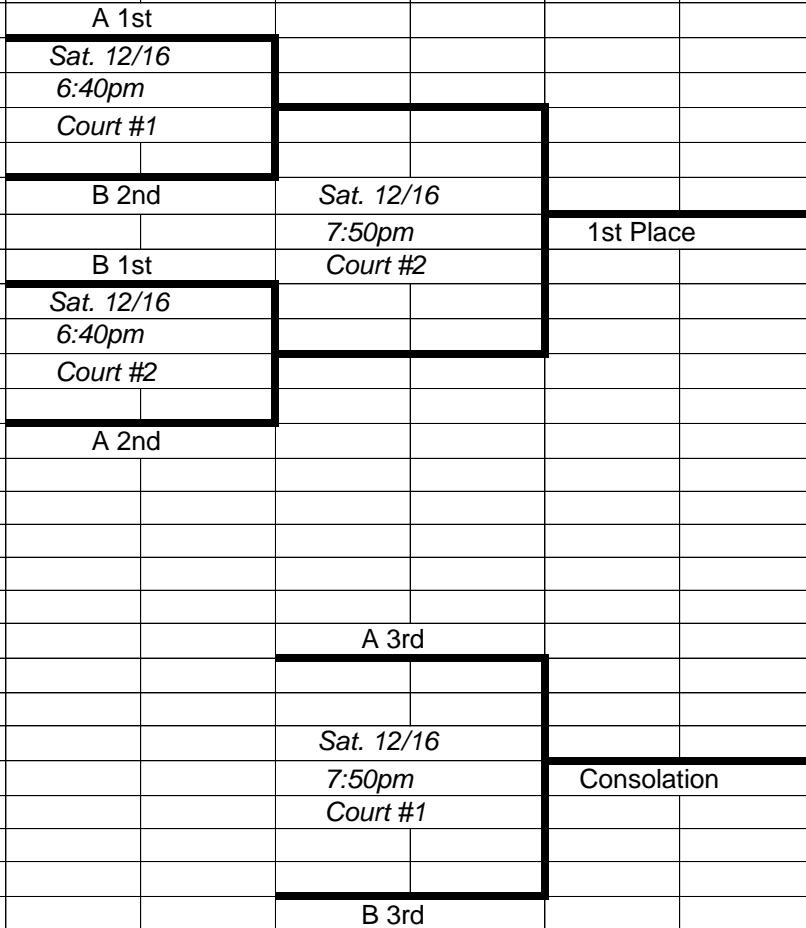 A 1st
Sat. 12/16
6:40pm
Court #1
B 2nd
Sat. 12/16
7:50pm
Court #2
1st Place
B 1st
Sat. 12/16
6:40pm
Court #2
A 2nd
A 3rd
Sat. 12/16
7:50pm
Court #1
Consolation
B 3rd